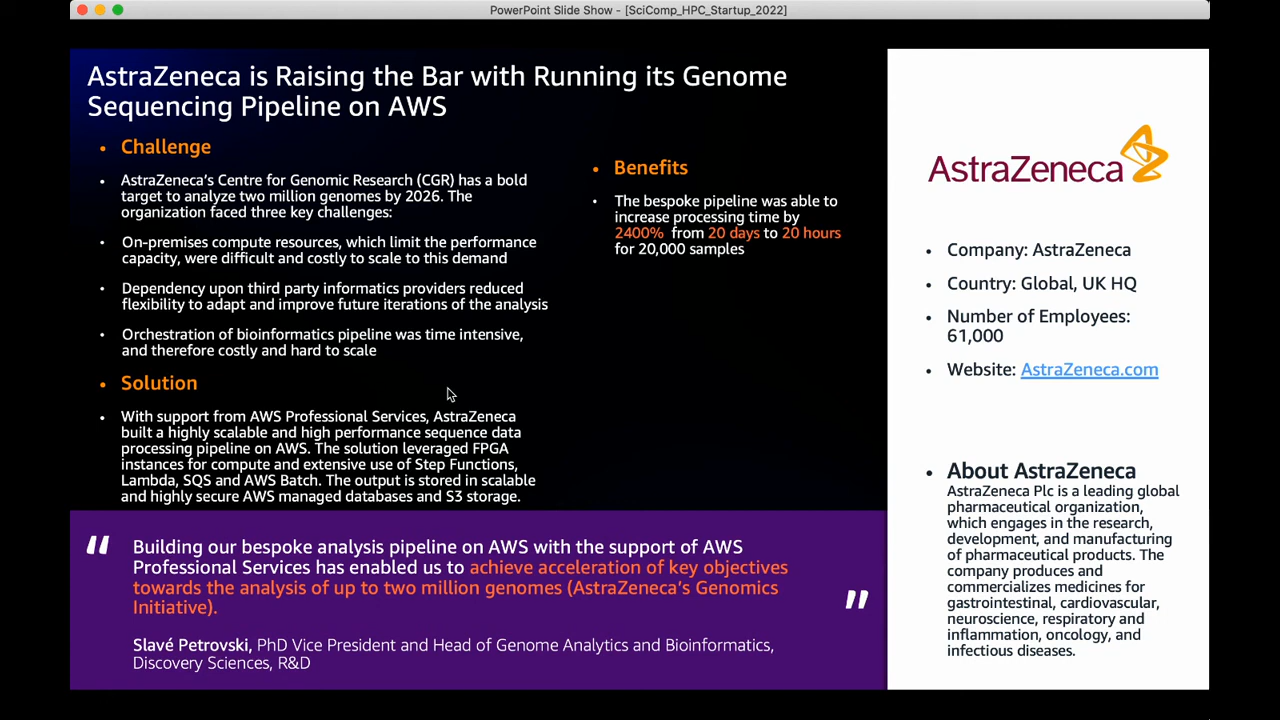 PowerPoint Slide Show - [SciComp_HPC_Startup_2022]
AstraZeneca is Raising the Bar with Running its Genome
Sequencing Pipeline on AWS
• Challenge
• AstraZeneca's Centre for Genomic Research (CGR) has a bold
target to analyze two million genomes by 2026. The
organization faced three key challenges:
• On-premises compute resources, which limit the performance
capacity, were difficult and costly to scale to this demand
• Dependency upon third party informatics providers reduced
flexibility to adapt and improve future iterations of the analysis
• Orchestration of bioinformatics pipeline was time intensive,
and therefore costly and hard to scale
• Solution
• With support from AWS Professional Services, AstraZeneca
built a highly scalable and high performance sequence data
processing pipeline on AWS. The solution leveraged FPGA
instances for compute and extensive use of Step Functions,
Lambda, SQS and AWS Batch. The output is stored in scalable
and highly secure AWS managed databases and S3 storage.
• Benefits
• The bespoke pipeline was able to
increase processing time by
2400% from 20 days to 20 hours
for 20,000 samples
“ Building our bespoke analysis pipeline on AWS with the support of AWS
Professional Services has enabled us to achieve acceleration of key objectives
towards the analysis of up to two million genomes (AstraZeneca's Genomics
Initiative). ”
Slavé Petrovski, PhD Vice President and Head of Genome Analytics and Bioinformatics,
Discovery Sciences, R&D
AstraZeneca
• Company: AstraZeneca
• Country: Global, UK HQ
• Number of Employees:
61,000
• Website: AstraZeneca.com
• About AstraZeneca
AstraZeneca Plc is a leading global
pharmaceutical organization,
which engages in the research,
development, and manufacturing
of pharmaceutical products. The
company produces and
commercializes medicines for
gastrointestinal, cardiovascular,
neuroscience, respiratory and
inflammation, oncology, and
infectious diseases.